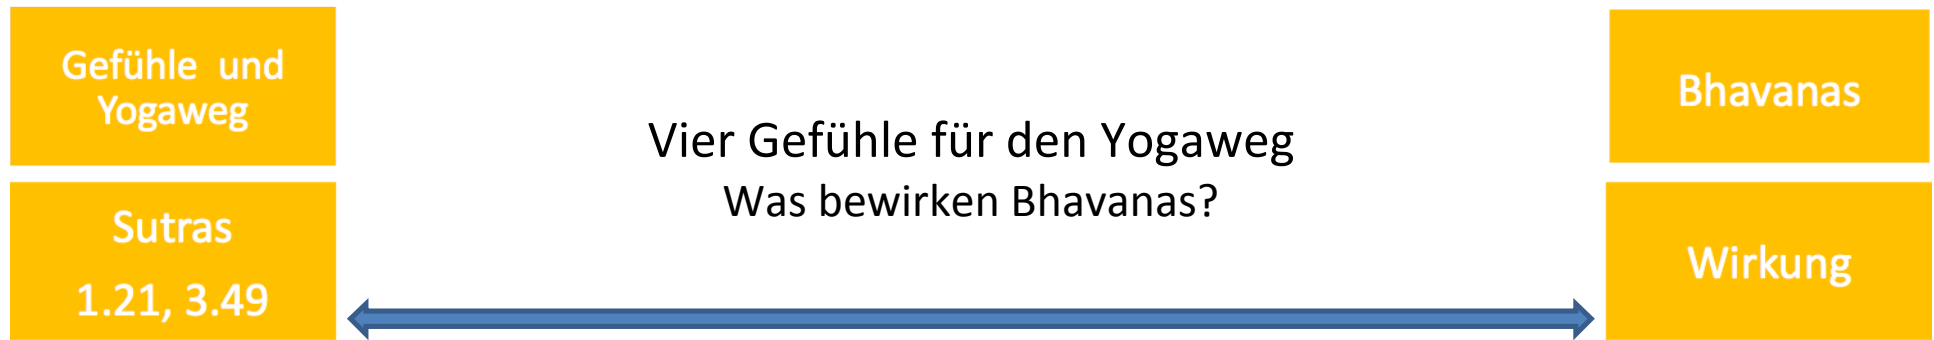 Gefühle und
Yogaweg
Sutras
1.21, 3.49
Vier Gefühle für den Yogaweg
Was bewirken Bhavanas?
Bhavanas
Wirkung